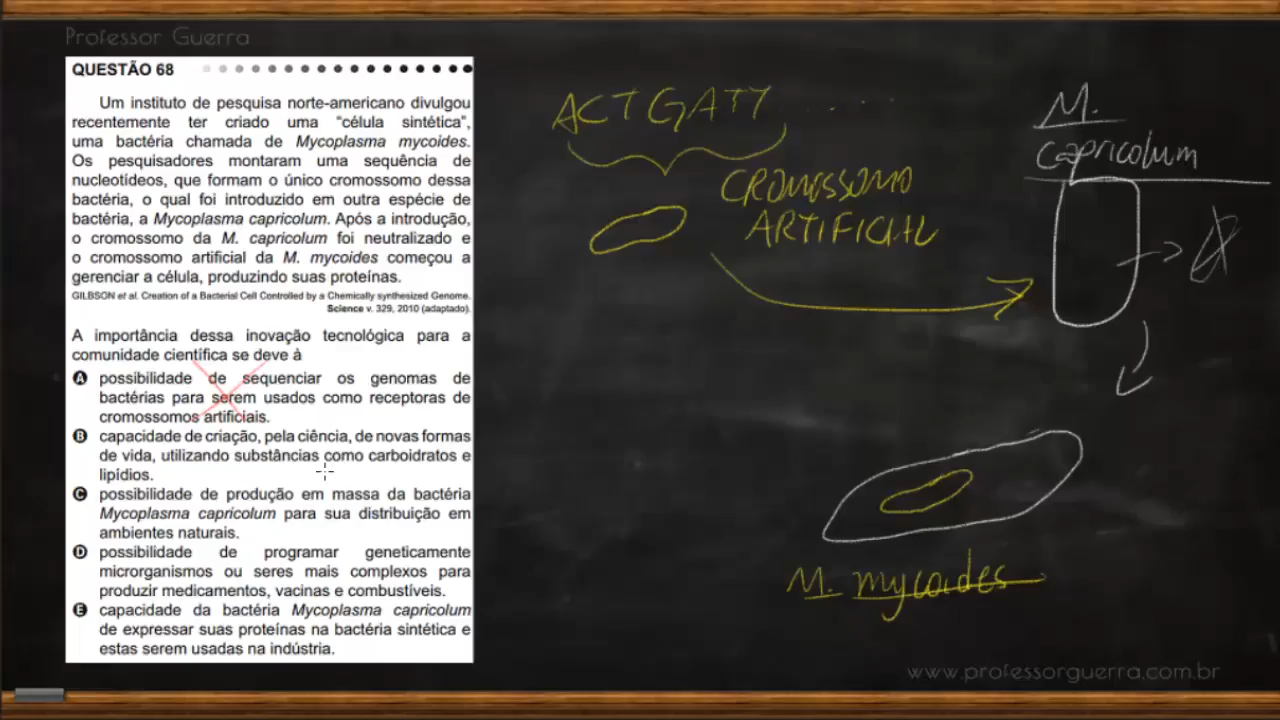 Professor Guerra
QUESTÃO 68
Um instituto de pesquisa norte-americano divulgou
recentemente ter criado uma “célula sintética”,
uma bactéria chamada de Mycoplasma mycoides.
Os pesquisadores montaram uma sequência de
nucleotídeos, que formam o único cromossomo dessa
bactéria, o qual foi introduzido em outra espécie de
bactéria, a Mycoplasma capricolum. Após a introdução,
o cromossomo da M. capricolum foi neutralizado e
o cromossomo artificial da M. mycoides começou a
gerenciar a célula, produzindo suas proteínas.
GILBSON et al. Creation of a Bacterial Cell Controlled by a Chemically synthesized Genome.
Science v. 329, 2010 (adaptado).
A importância dessa inovação tecnológica para a
comunidade científica se deve à
A possibilidade de sequenciar os genomas de
bactérias para serem usados como receptoras de
cromossomos artificiais.
B capacidade de criação, pela ciência, de novas formas
de vida, utilizando substâncias como carboidratos e
lipídios.
C possibilidade de produção em massa da bactéria
Mycoplasma capricolum para sua distribuição em
ambientes naturais.
D possibilidade de programar geneticamente
microrganismos ou seres mais complexos para
produzir medicamentos, vacinas e combustíveis.
E capacidade da bactéria Mycoplasma capricolum
de expressar suas proteínas na bactéria sintética e
estas serem usadas na indústria.
ACTGATT .....
CROMOSSOMO
ARTIFICIAL
M.
capricolum
M. mycoides
www.professorguerra.com.br